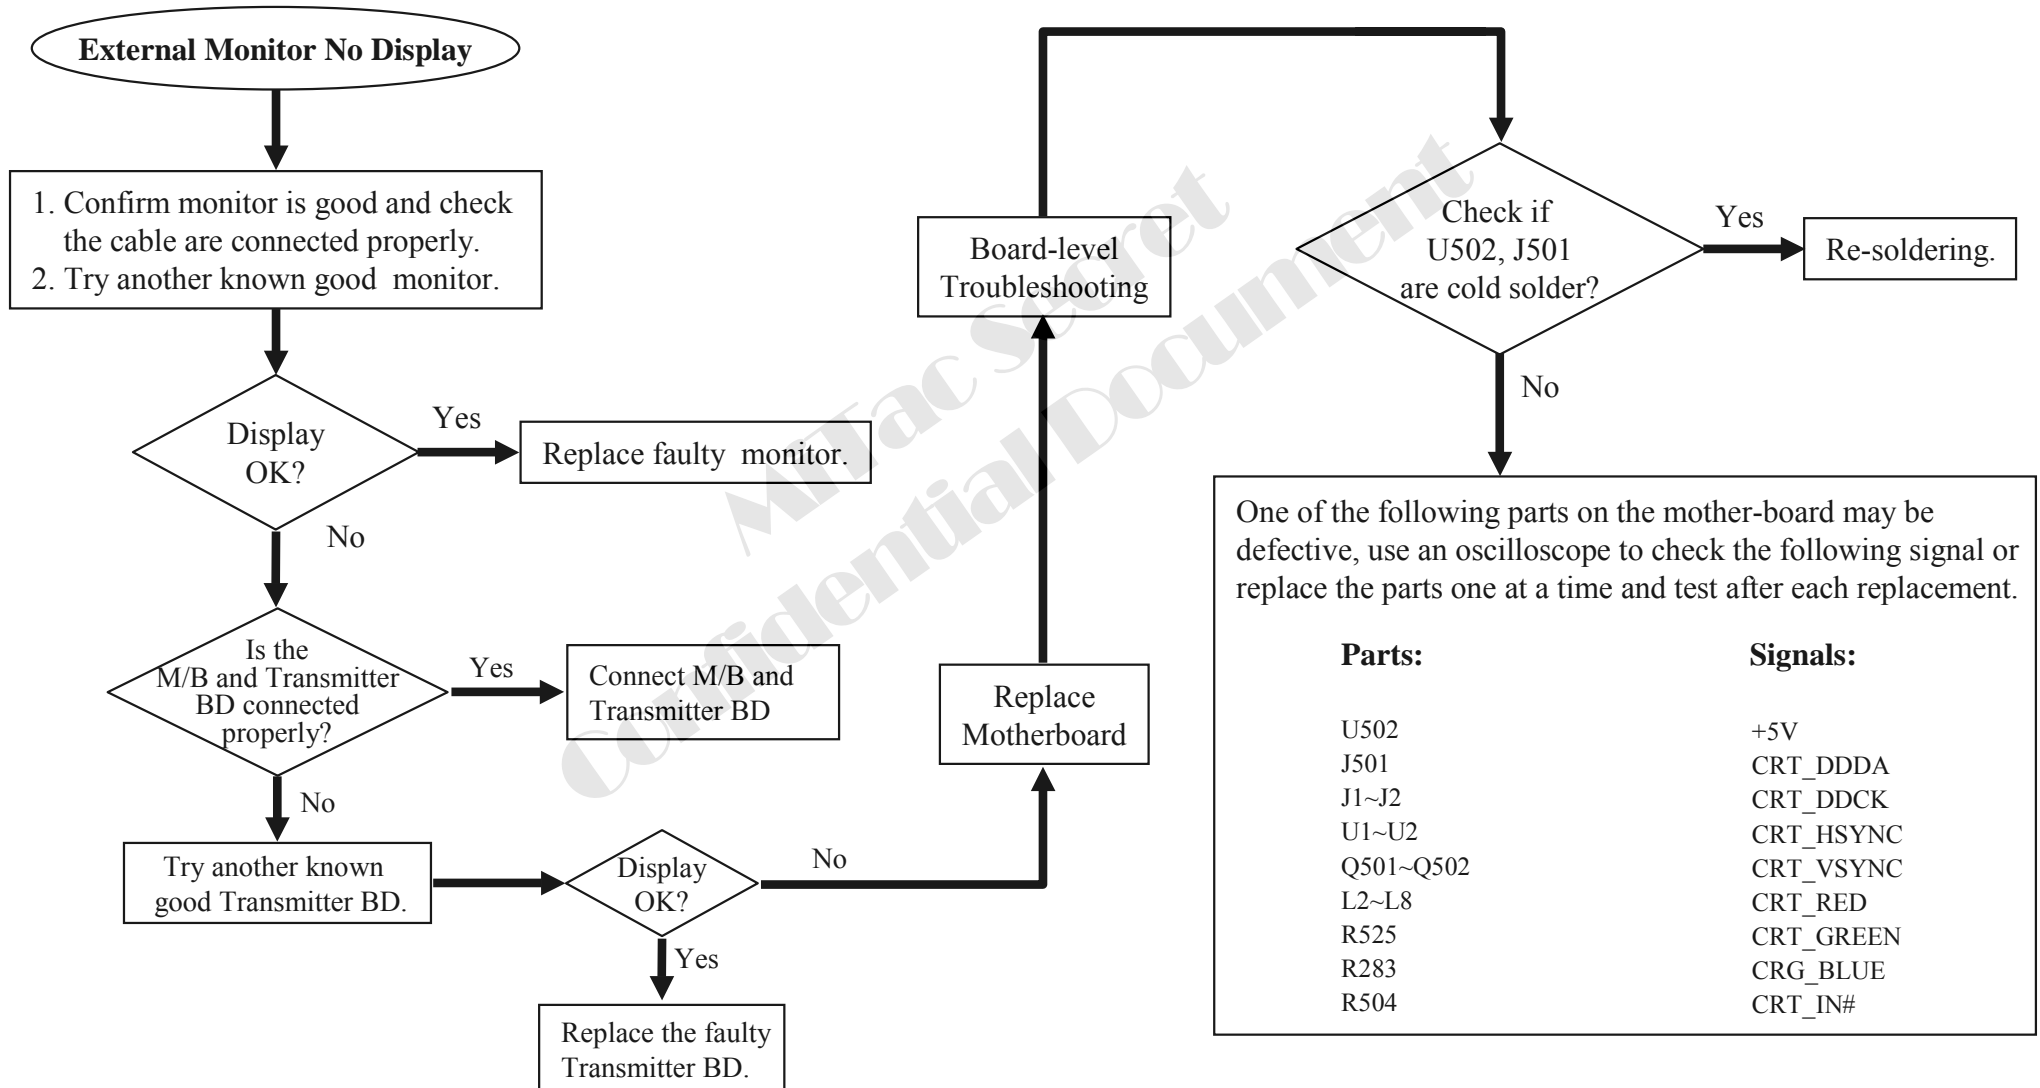 External Monitor No Display
1. Confirm monitor is good and check
the cable are connected properly.
2. Try another known good monitor.
Display
OK?
Yes
Replace faulty monitor.
No
Is the
M/B and Transmitter
BD connected
properly?
Yes
Connect M/B and
Transmitter BD
No
Try another known
good Transmitter BD.
Display
OK?
No
Yes
Replace the faulty
Transmitter BD.
Replace
Motherboard
Board-level
Troubleshooting
Check if
U502, J501
are cold solder?
Yes
Re-soldering.
No
One of the following parts on the mother-board may be
defective, use an oscilloscope to check the following signal or
replace the parts one at a time and test after each replacement.
Parts:
U502
J501
J1~J2
U1~U2
Q501~Q502
L2~L8
R525
R283
R504
Signals:
+5V
CRT_DDDA
CRT_DDCK
CRT_HSYNC
CRT_VSYNC
CRT_RED
CRT_GREEN
CRG_BLUE
CRT_IN#
MiTac Secret
Confidential Document